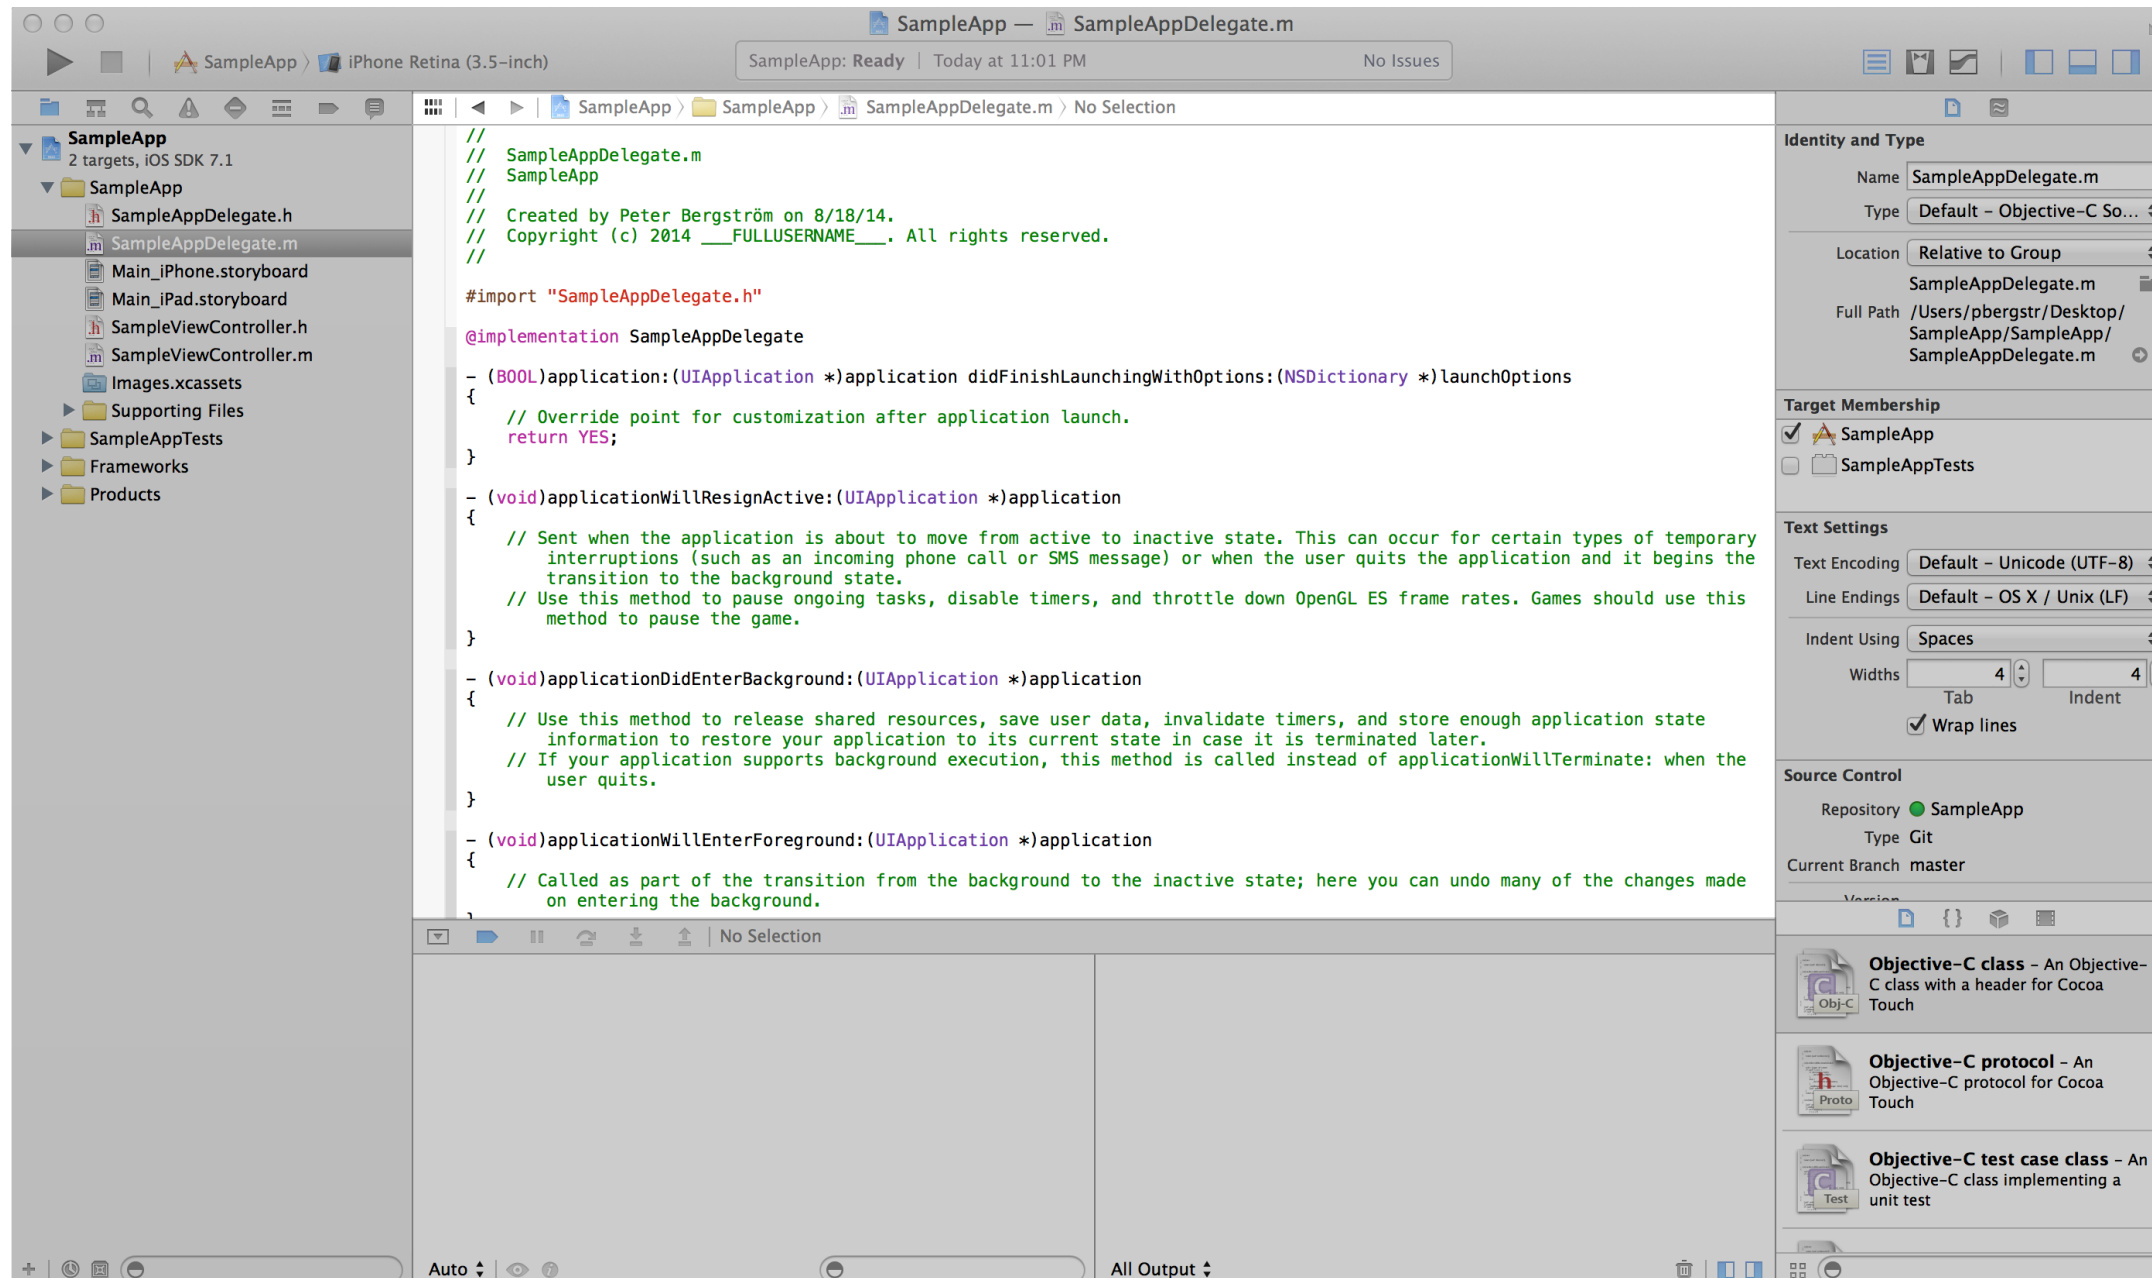 SampleApp — SampleAppDelegate.m
SampleApp iPhone Retina (3.5-inch)
SampleApp: Ready | Today at 11:01 PM No Issues
SampleApp
2 targets, iOS SDK 7.1
SampleApp
SampleAppDelegate.h
SampleAppDelegate.m
Main_iPhone.storyboard
Main_iPad.storyboard
SampleViewController.h
SampleViewController.m
Images.xcassets
Supporting Files
SampleAppTests
Frameworks
Products
SampleApp SampleApp SampleAppDelegate.m No Selection
//
// SampleAppDelegate.m
// SampleApp
//
// Created by Peter Bergström on 8/18/14.
// Copyright (c) 2014 ___FULLUSERNAME___. All rights reserved.
//
#import "SampleAppDelegate.h"
@implementation SampleAppDelegate
- (BOOL)application:(UIApplication *)application didFinishLaunchingWithOptions:(NSDictionary *)launchOptions
{
// Override point for customization after application launch.
return YES;
}
- (void)applicationWillResignActive:(UIApplication *)application
{
// Sent when the application is about to move from active to inactive state. This can occur for certain types of temporary
interruptions (such as an incoming phone call or SMS message) or when the user quits the application and it begins the
transition to the background state.
// Use this method to pause ongoing tasks, disable timers, and throttle down OpenGL ES frame rates. Games should use this
method to pause the game.
}
- (void)applicationDidEnterBackground:(UIApplication *)application
{
// Use this method to release shared resources, save user data, invalidate timers, and store enough application state
information to restore your application to its current state in case it is terminated later.
// If your application supports background execution, this method is called instead of applicationWillTerminate: when the
user quits.
}
- (void)applicationWillEnterForeground:(UIApplication *)application
{
// Called as part of the transition from the background to the inactive state; here you can undo many of the changes made
on entering the background.
}
No Selection
Auto
All Output
Identity and Type
Name SampleAppDelegate.m
Type Default - Objective-C So...
Location Relative to Group
SampleAppDelegate.m
Full Path /Users/pbergstr/Desktop/
SampleApp/SampleApp/
SampleAppDelegate.m
Target Membership
SampleApp
SampleAppTests
Text Settings
Text Encoding Default - Unicode (UTF-8)
Line Endings Default - OS X / Unix (LF)
Indent Using Spaces
Widths 4 4
Tab Indent
Wrap lines
Source Control
Repository SampleApp
Type Git
Current Branch master
Version
{}
Objective-C class - An Objective-
C class with a header for Cocoa
Touch
Obj-C
Objective-C protocol - An
Objective-C protocol for Cocoa
Touch
h
Proto
Objective-C test case class - An
Objective-C class implementing a
unit test
C
Test